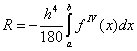 R = -\frac{h^4}{180} \int_a^b f^{IV}(x)dx